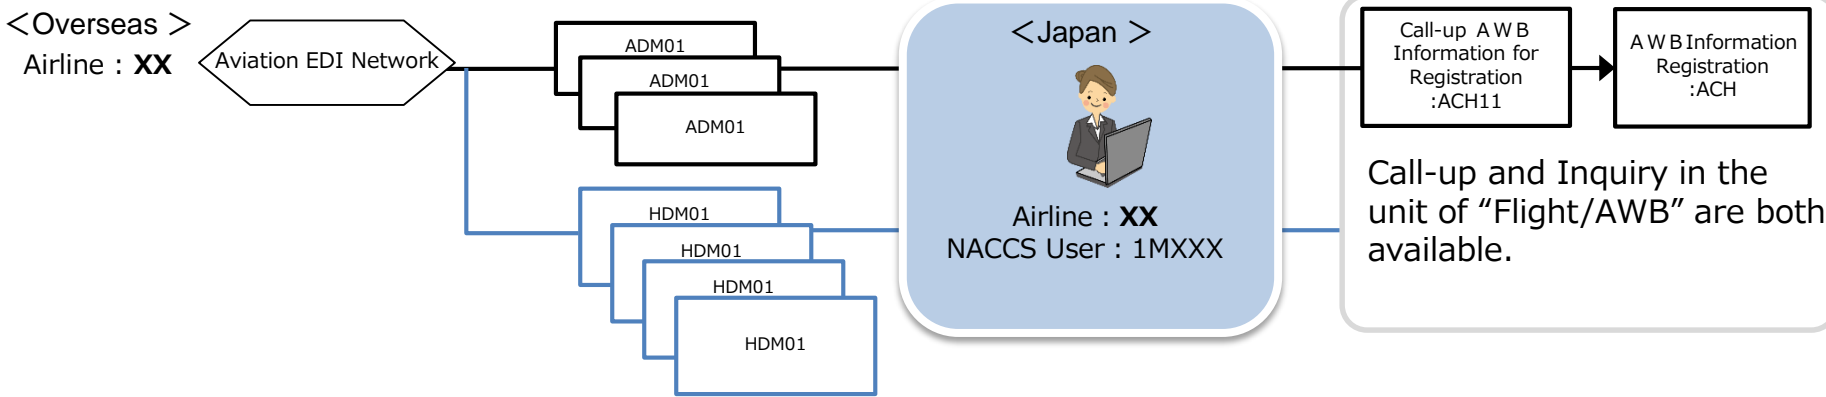 ＜Overseas ＞
Airline : XX
Aviation EDI Network
ADM01
ADM01
ADM01
HDM01
HDM01
HDM01
HDM01
＜Japan ＞
Airline : XX
NACCS User : 1MXXX
Call-up AWB
Information for
Registration
:ACH11
AWB Information
Registration
:ACH
Call-up and Inquiry in the
unit of “Flight/AWB” are both
available.